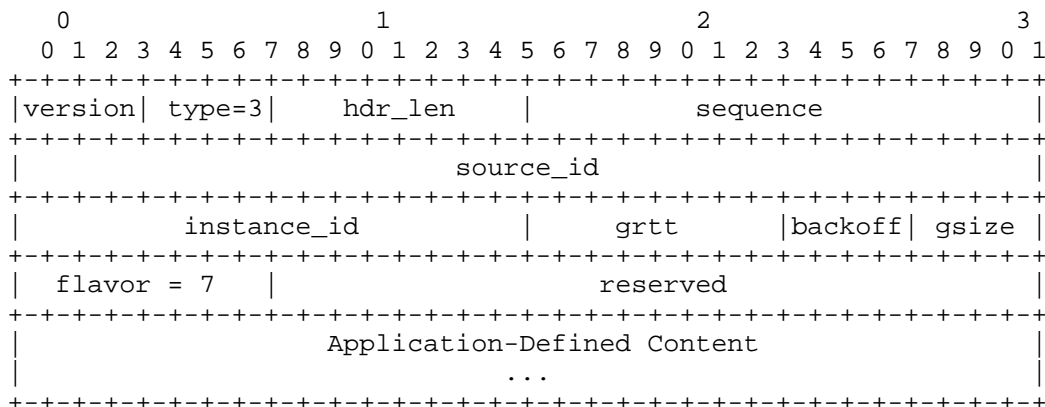 0                   1                   2                   3
  0 1 2 3 4 5 6 7 8 9 0 1 2 3 4 5 6 7 8 9 0 1 2 3 4 5 6 7 8 9 0 1
+-+-+-+-+-+-+-+-+-+-+-+-+-+-+-+-+-+-+-+-+-+-+-+-+-+-+-+-+-+-+-+-+
|version| type=3|    hdr_len    |          sequence             |
+-+-+-+-+-+-+-+-+-+-+-+-+-+-+-+-+-+-+-+-+-+-+-+-+-+-+-+-+-+-+-+-+
|                           source_id                           |
+-+-+-+-+-+-+-+-+-+-+-+-+-+-+-+-+-+-+-+-+-+-+-+-+-+-+-+-+-+-+-+-+
|          instance_id          |     grtt      |backoff| gsize |
+-+-+-+-+-+-+-+-+-+-+-+-+-+-+-+-+-+-+-+-+-+-+-+-+-+-+-+-+-+-+-+-+
|  flavor = 7   |                    reserved                   |
+-+-+-+-+-+-+-+-+-+-+-+-+-+-+-+-+-+-+-+-+-+-+-+-+-+-+-+-+-+-+-+-+
|                   Application-Defined Content                 |
|                              ...                              |
+-+-+-+-+-+-+-+-+-+-+-+-+-+-+-+-+-+-+-+-+-+-+-+-+-+-+-+-+-+-+-+-+